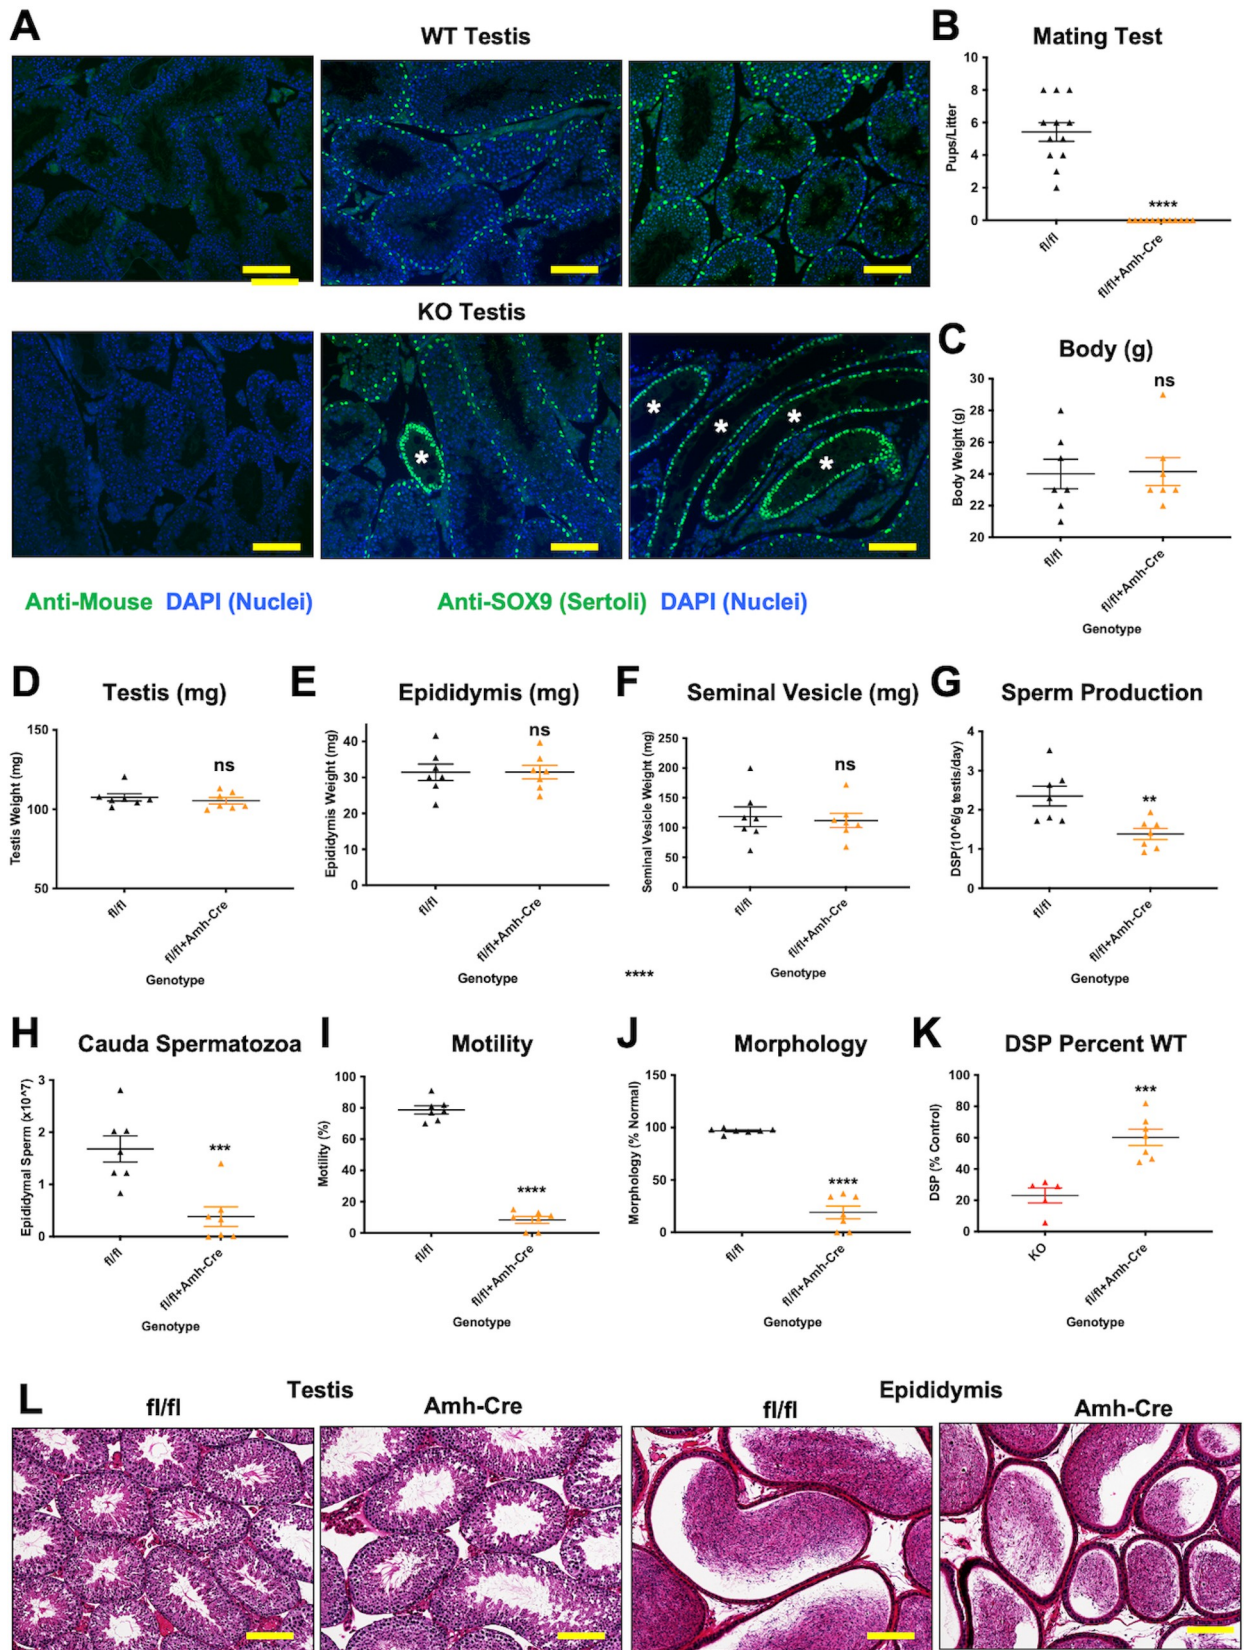 A
WT Testis
KO Testis
*
* * * *
Anti-Mouse DAPI (Nuclei)
Anti-SOX9 (Sertoli) DAPI (Nuclei)
B
Mating Test
Pups/Litter
10
8
6
4
2
0
****
fl/fl
fl/fl+Amh-Cre
C
Body (g)
Body Weight (g)
30
28
26
24
22
20
ns
fl/fl
fl/fl+Amh-Cre
Genotype
D
Testis (mg)
Testis Weight (mg)
150
100
50
ns
fl/fl
fl/fl+Amh-Cre
Genotype
E
Epididymis (mg)
Epididymis Weight (mg)
40
30
20
10
0
ns
fl/fl
fl/fl+Amh-Cre
Genotype
F
Seminal Vesicle (mg)
Seminal Vesicle Weight (mg)
250
200
150
100
50
0
ns
fl/fl
fl/fl+Amh-Cre
Genotype
****
G
Sperm Production
DSP(10^6/g testis/day)
4
3
2
1
0
**
fl/fl
fl/fl+Amh-Cre
Genotype
H
Cauda Spermatozoa
Epididymal Sperm (x10^7)
3
2
1
0
***
fl/fl
fl/fl+Amh-Cre
Genotype
I
Motility
Motility (%)
100
80
60
40
20
0
****
fl/fl
fl/fl+Amh-Cre
Genotype
J
Morphology
Morphology (% Normal)
150
100
50
0
****
fl/fl
fl/fl+Amh-Cre
Genotype
K
DSP Percent WT
DSP (% Control)
100
80
60
40
20
0
***
KO
fl/fl+Amh-Cre
Genotype
L
Testis
fl/fl
Amh-Cre
Epididymis
fl/fl
Amh-Cre